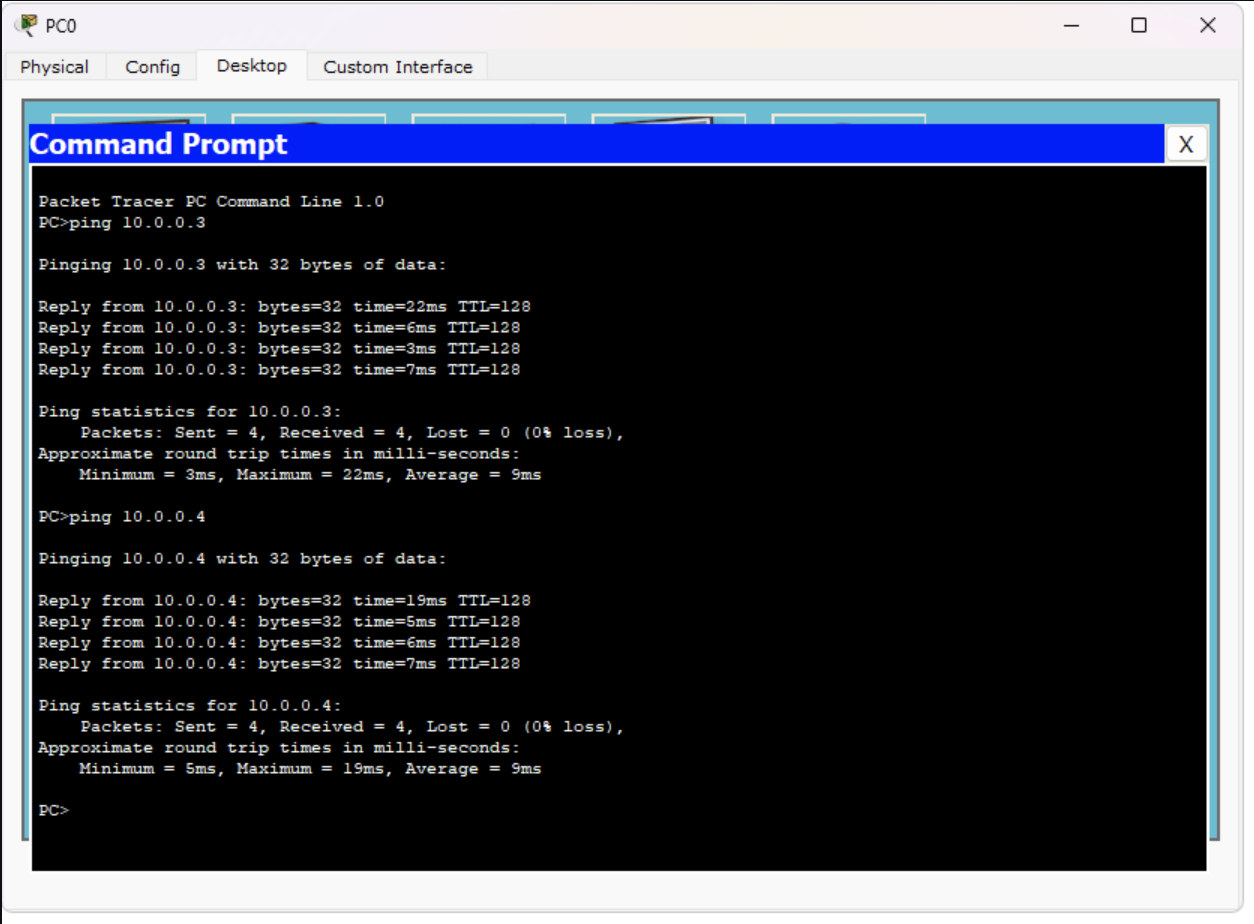 PC0
Physical Config Desktop Custom Interface
Command Prompt X
Packet Tracer PC Command Line 1.0
PC>ping 10.0.0.3
Pinging 10.0.0.3 with 32 bytes of data:
Reply from 10.0.0.3: bytes=32 time=22ms TTL=128
Reply from 10.0.0.3: bytes=32 time=6ms TTL=128
Reply from 10.0.0.3: bytes=32 time=3ms TTL=128
Reply from 10.0.0.3: bytes=32 time=7ms TTL=128
Ping statistics for 10.0.0.3:
    Packets: Sent = 4, Received = 4, Lost = 0 (0% loss),
Approximate round trip times in milli-seconds:
    Minimum = 3ms, Maximum = 22ms, Average = 9ms
PC>ping 10.0.0.4
Pinging 10.0.0.4 with 32 bytes of data:
Reply from 10.0.0.4: bytes=32 time=19ms TTL=128
Reply from 10.0.0.4: bytes=32 time=5ms TTL=128
Reply from 10.0.0.4: bytes=32 time=6ms TTL=128
Reply from 10.0.0.4: bytes=32 time=7ms TTL=128
Ping statistics for 10.0.0.4:
    Packets: Sent = 4, Received = 4, Lost = 0 (0% loss),
Approximate round trip times in milli-seconds:
    Minimum = 5ms, Maximum = 19ms, Average = 9ms
PC>